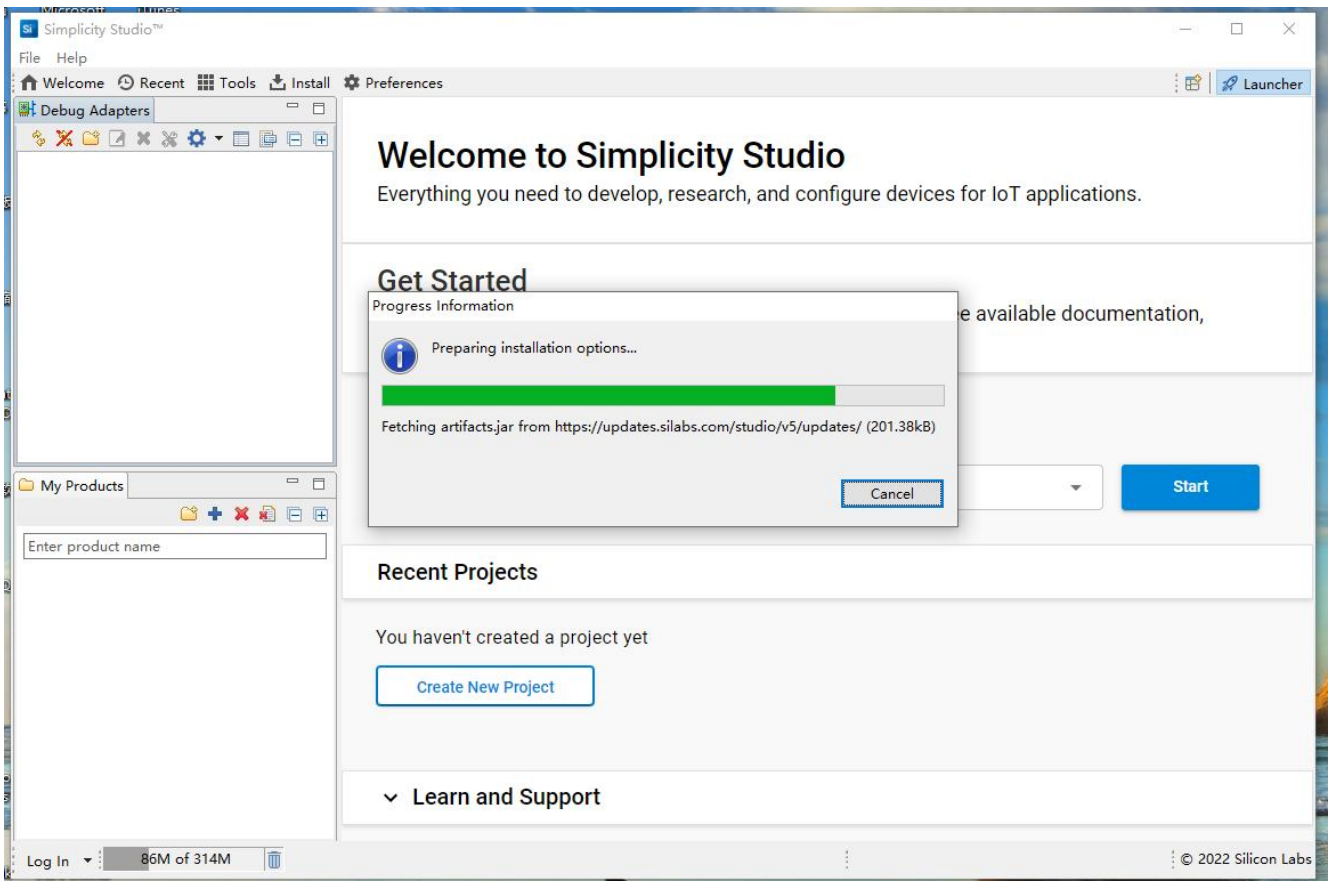 Microsoft iTunes
Simplicity Studio™
File Help
Welcome Recent Tools Install Preferences
Launcher
Debug Adapters
Welcome to Simplicity Studio
Everything you need to develop, research, and configure devices for IoT applications.
Get Started
Progress Information
e available documentation,
Preparing installation options...
Fetching artifacts.jar from https://updates.silabs.com/studio/v5/updates/ (201.38kB)
Cancel
My Products
Start
Enter product name
Recent Projects
You haven't created a project yet
Create New Project
Learn and Support
Log In 86M of 314M
© 2022 Silicon Labs